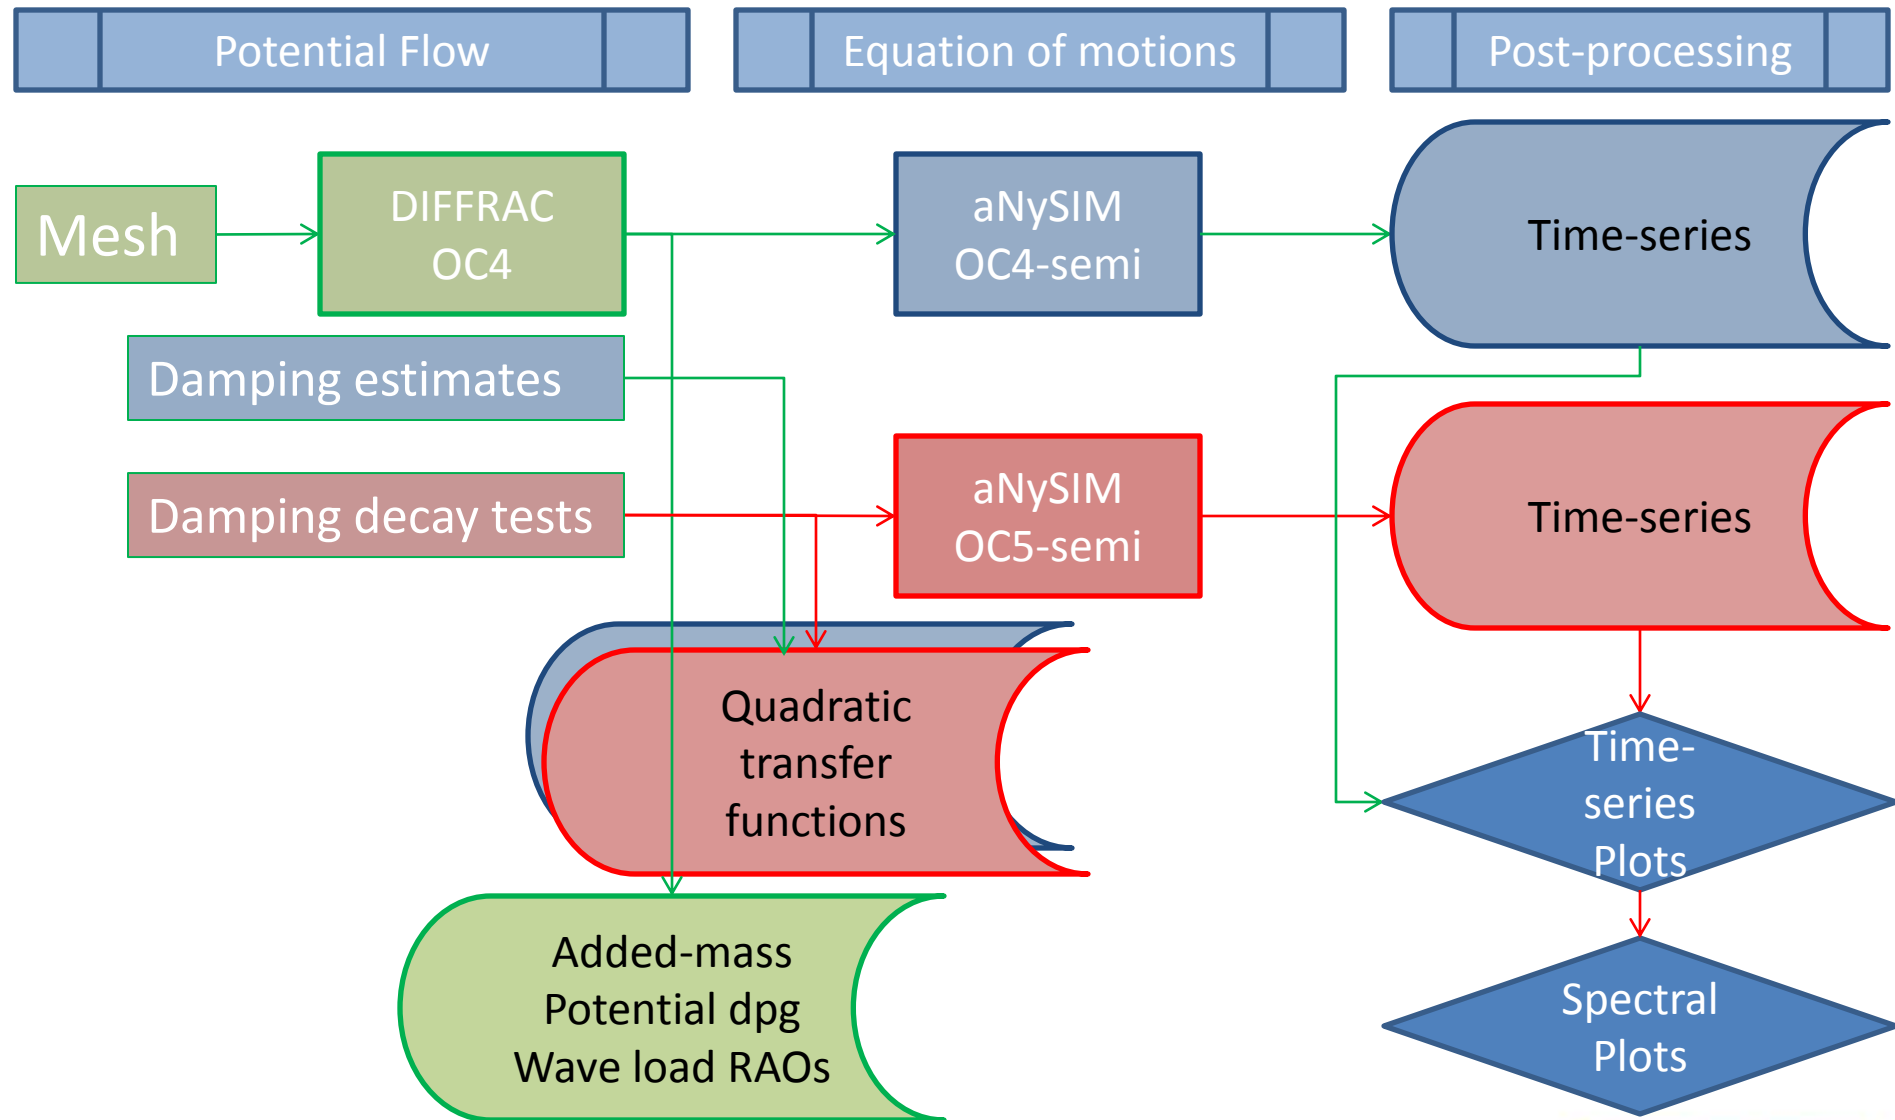 Potential Flow
Equation of motions
Post-processing
Mesh
DIFFRAC
OC4
aNySIM
OC4-semi
Time-series
Damping estimates
Damping decay tests
aNySIM
OC5-semi
Time-series
Quadratic
transfer
functions
Time-
series
Plots
Added-mass
Potential dpg
Wave load RAOs
Spectral
Plots